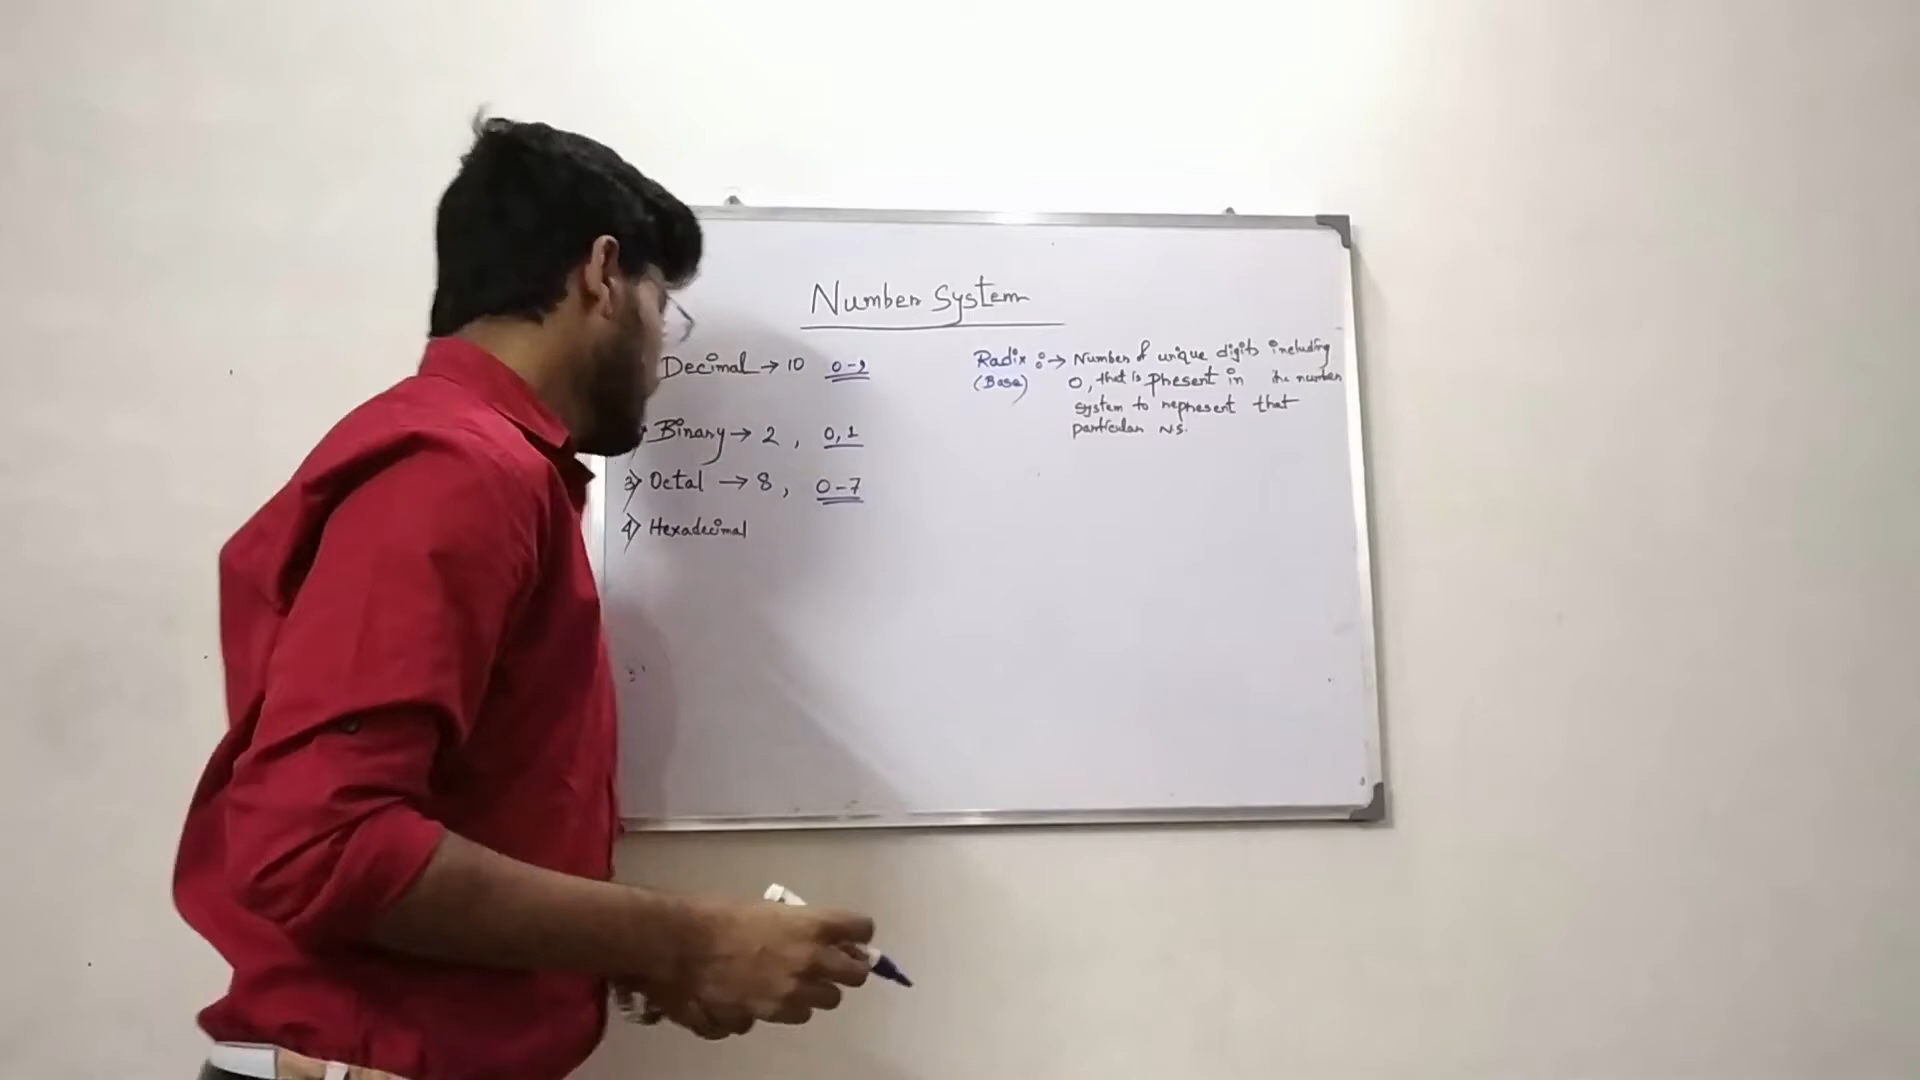 Number System
Decimal → 10 0-9
Binary → 2 , 0,1
3) Octal → 8 , 0-7
4) Hexadecimal
Radix :→ Number of unique digits including
(Base) 0, that is present in the number
system to represent that
particular N.S.